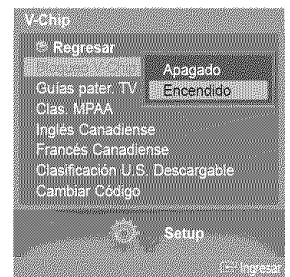 V-Chip
Regresar
Apagado
Guías pater. TV
Encendido
Clas. MPAA
Inglés Canadiense
Francés Canadiense
Clasificación U.S. Descargable
Cambiar Código
Setup
Ingresar